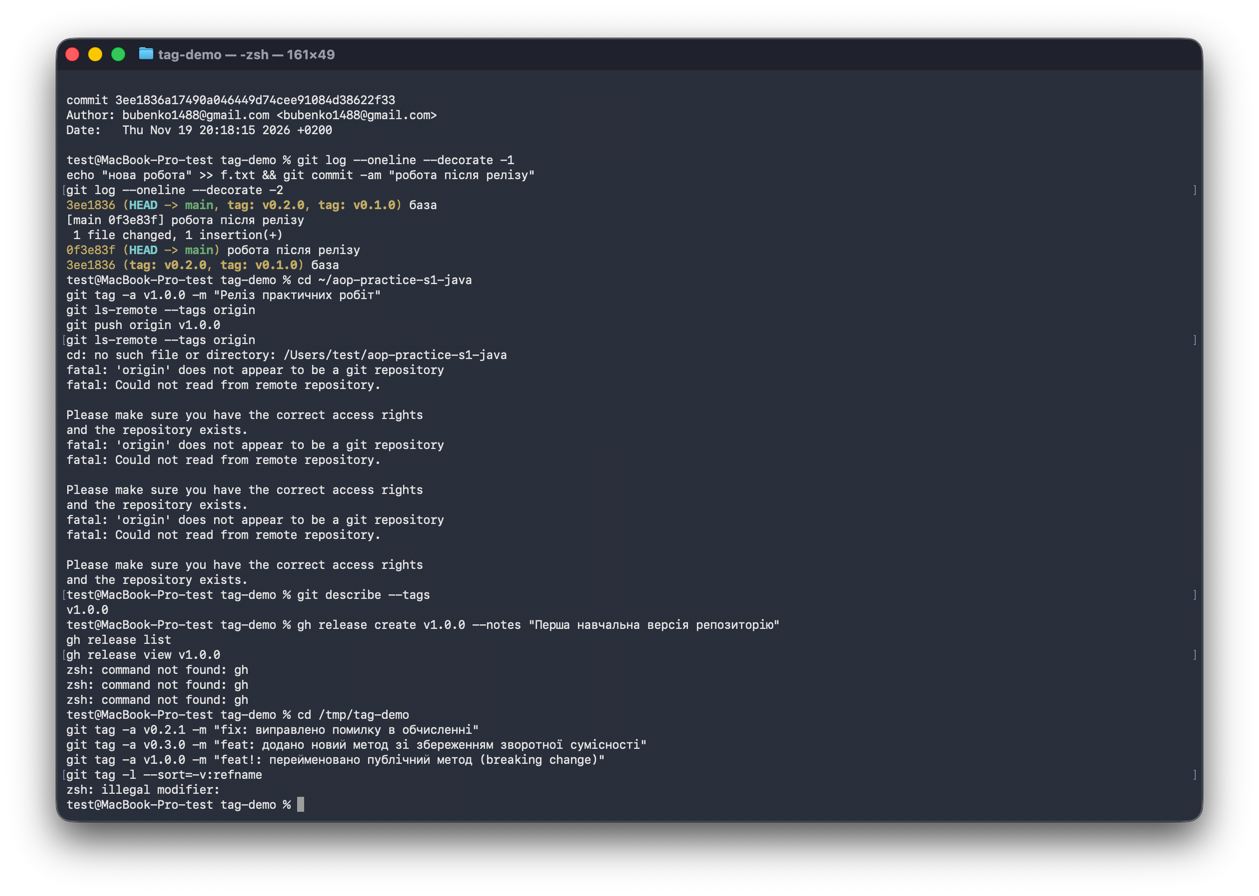 tag-demo — -zsh — 161×49
commit 3ee1836a17490a046449d74cee91084d38622f33
Author: bubenko1488@gmail.com <bubenko1488@gmail.com>
Date:   Thu Nov 19 20:18:15 2026 +0200
test@MacBook-Pro-test tag-demo % git log --oneline --decorate -1
echo "нова робота" >> f.txt && git commit -am "робота після релізу"
[git log --oneline --decorate -2 ]
3ee1836 (HEAD -> main, tag: v0.2.0, tag: v0.1.0) база
[main 0f3e83f] робота після релізу
 1 file changed, 1 insertion(+)
0f3e83f (HEAD -> main) робота після релізу
3ee1836 (tag: v0.2.0, tag: v0.1.0) база
test@MacBook-Pro-test tag-demo % cd ~/aop-practice-s1-java
git tag -a v1.0.0 -m "Реліз практичних робіт"
git ls-remote --tags origin
git push origin v1.0.0
[git ls-remote --tags origin ]
cd: no such file or directory: /Users/test/aop-practice-s1-java
fatal: 'origin' does not appear to be a git repository
fatal: Could not read from remote repository.
Please make sure you have the correct access rights
and the repository exists.
fatal: 'origin' does not appear to be a git repository
fatal: Could not read from remote repository.
Please make sure you have the correct access rights
and the repository exists.
fatal: 'origin' does not appear to be a git repository
fatal: Could not read from remote repository.
Please make sure you have the correct access rights
and the repository exists.
[test@MacBook-Pro-test tag-demo % git describe --tags ]
v1.0.0
test@MacBook-Pro-test tag-demo % gh release create v1.0.0 --notes "Перша навчальна версія репозиторію"
gh release list
[gh release view v1.0.0 ]
zsh: command not found: gh
zsh: command not found: gh
zsh: command not found: gh
test@MacBook-Pro-test tag-demo % cd /tmp/tag-demo
git tag -a v0.2.1 -m "fix: виправлено помилку в обчисленні"
git tag -a v0.3.0 -m "feat: додано новий метод зі збереженням зворотної сумісності"
git tag -a v1.0.0 -m "feat!: перейменовано публічний метод (breaking change)"
[git tag -l --sort=-v:refname ]
zsh: illegal modifier:
test@MacBook-Pro-test tag-demo %